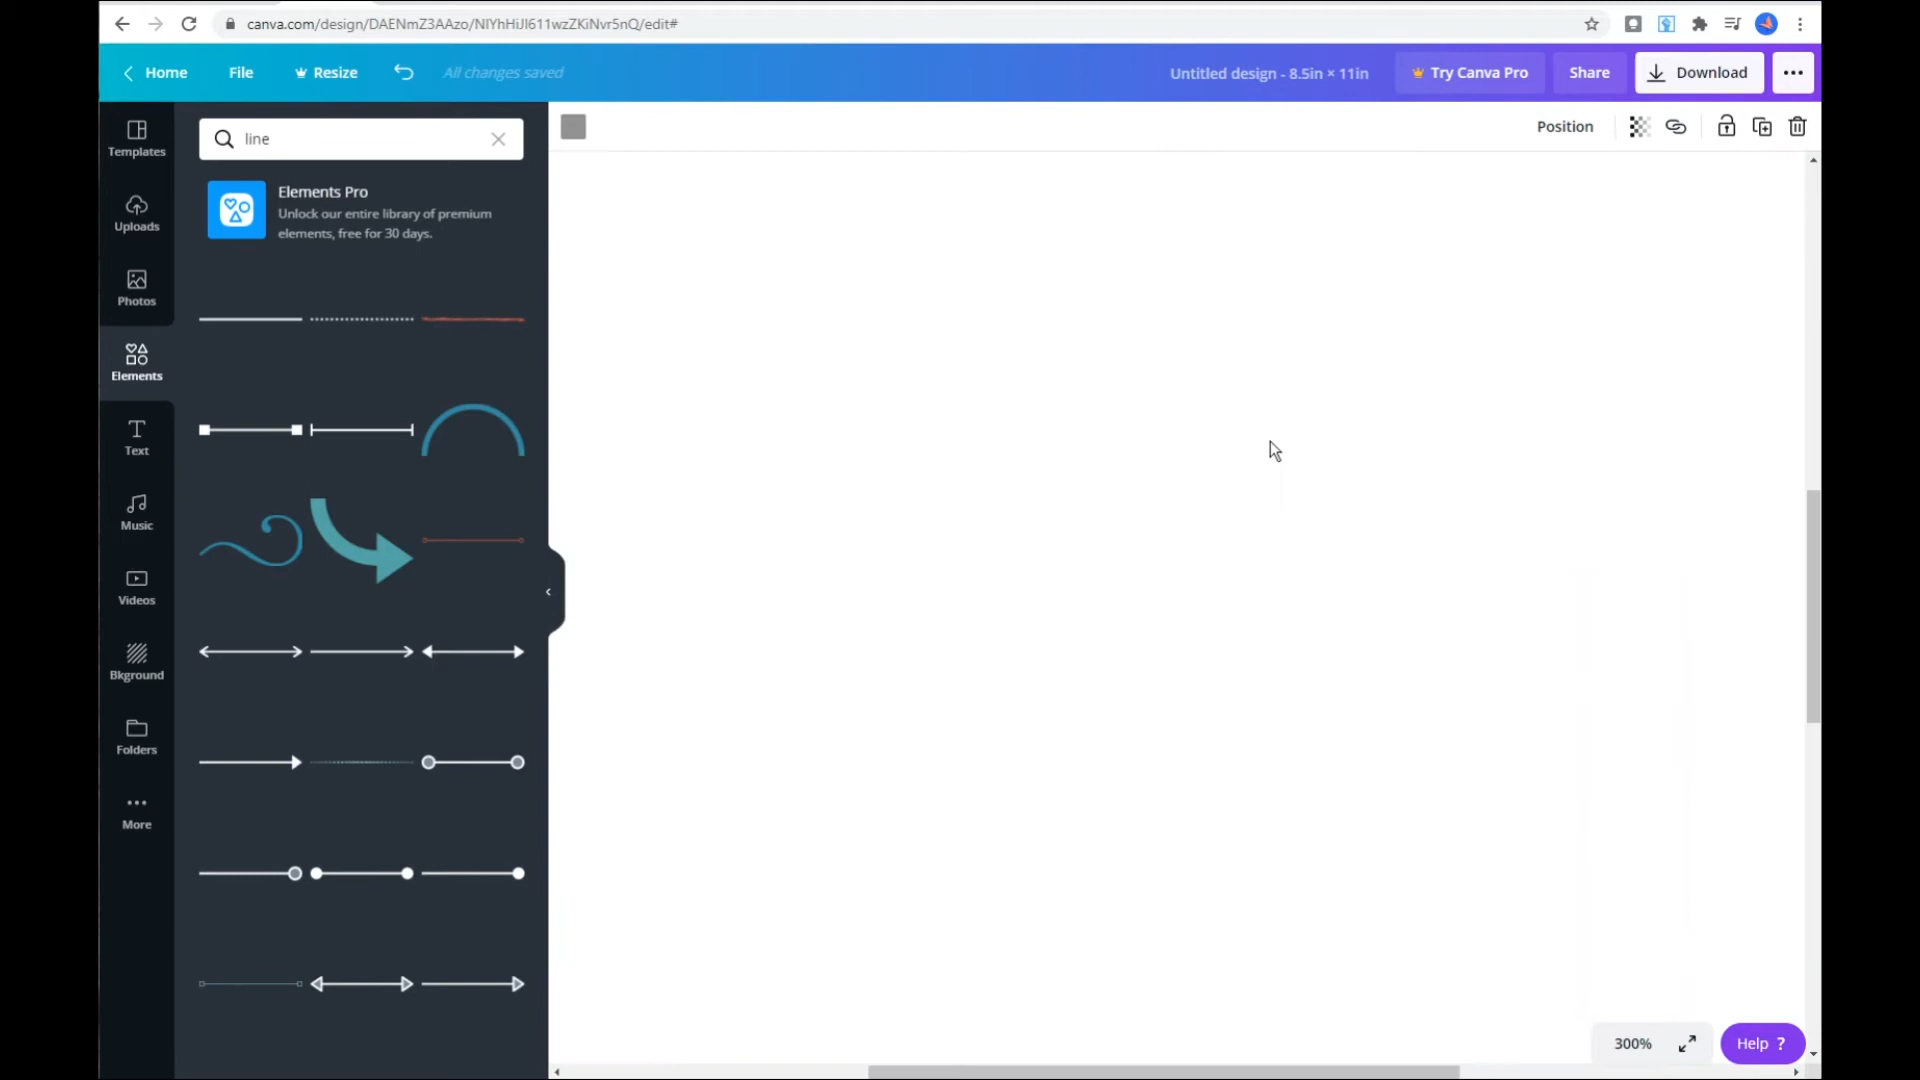 canva.com/design/DAENmZ3AAzo/NIYhHiJl611wzZKiNvr5nQ/edit#
Home File Resize All changes saved Untitled design - 8.5in × 11in Try Canva Pro Share Download
Templates
Uploads
Photos
Elements
Text
Music
Videos
Bkground
Folders
More
line
Elements Pro
Unlock our entire library of premium
elements, free for 30 days.
Position
300%
Help ?